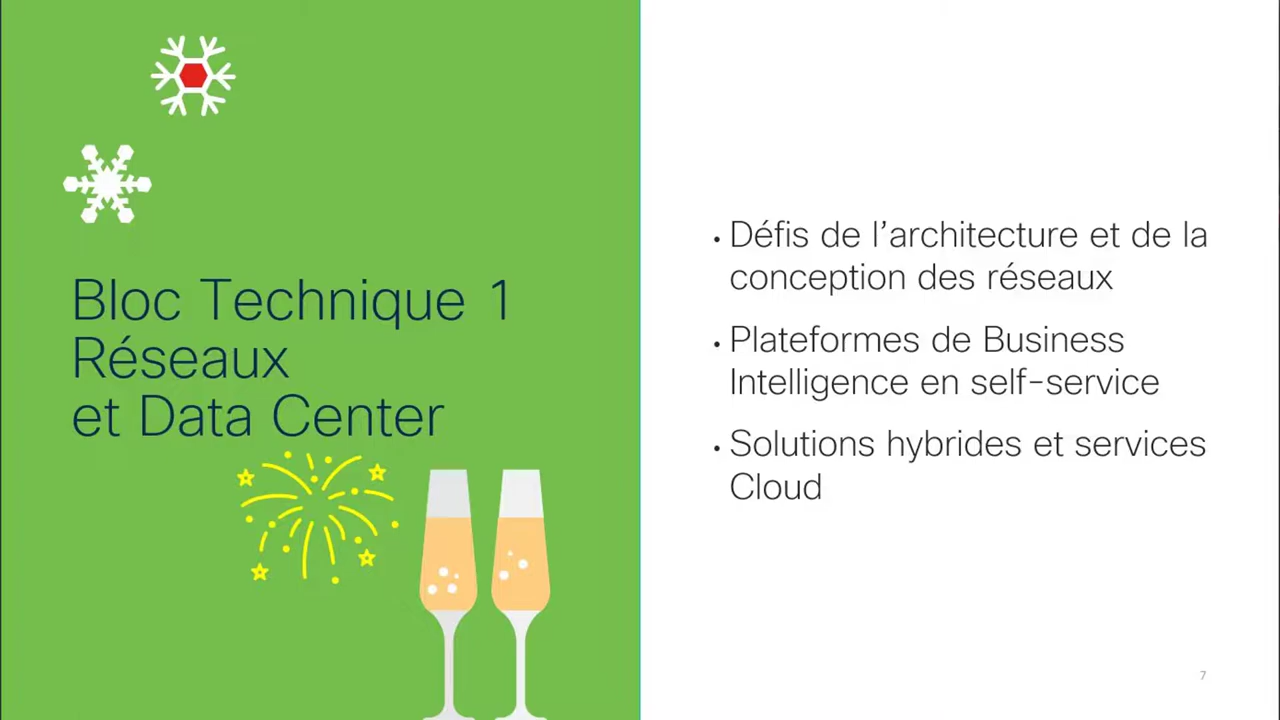 Bloc Technique 1
Réseaux
et Data Center
• Défis de l’architecture et de la
conception des réseaux
• Plateformes de Business
Intelligence en self-service
• Solutions hybrides et services
Cloud
7